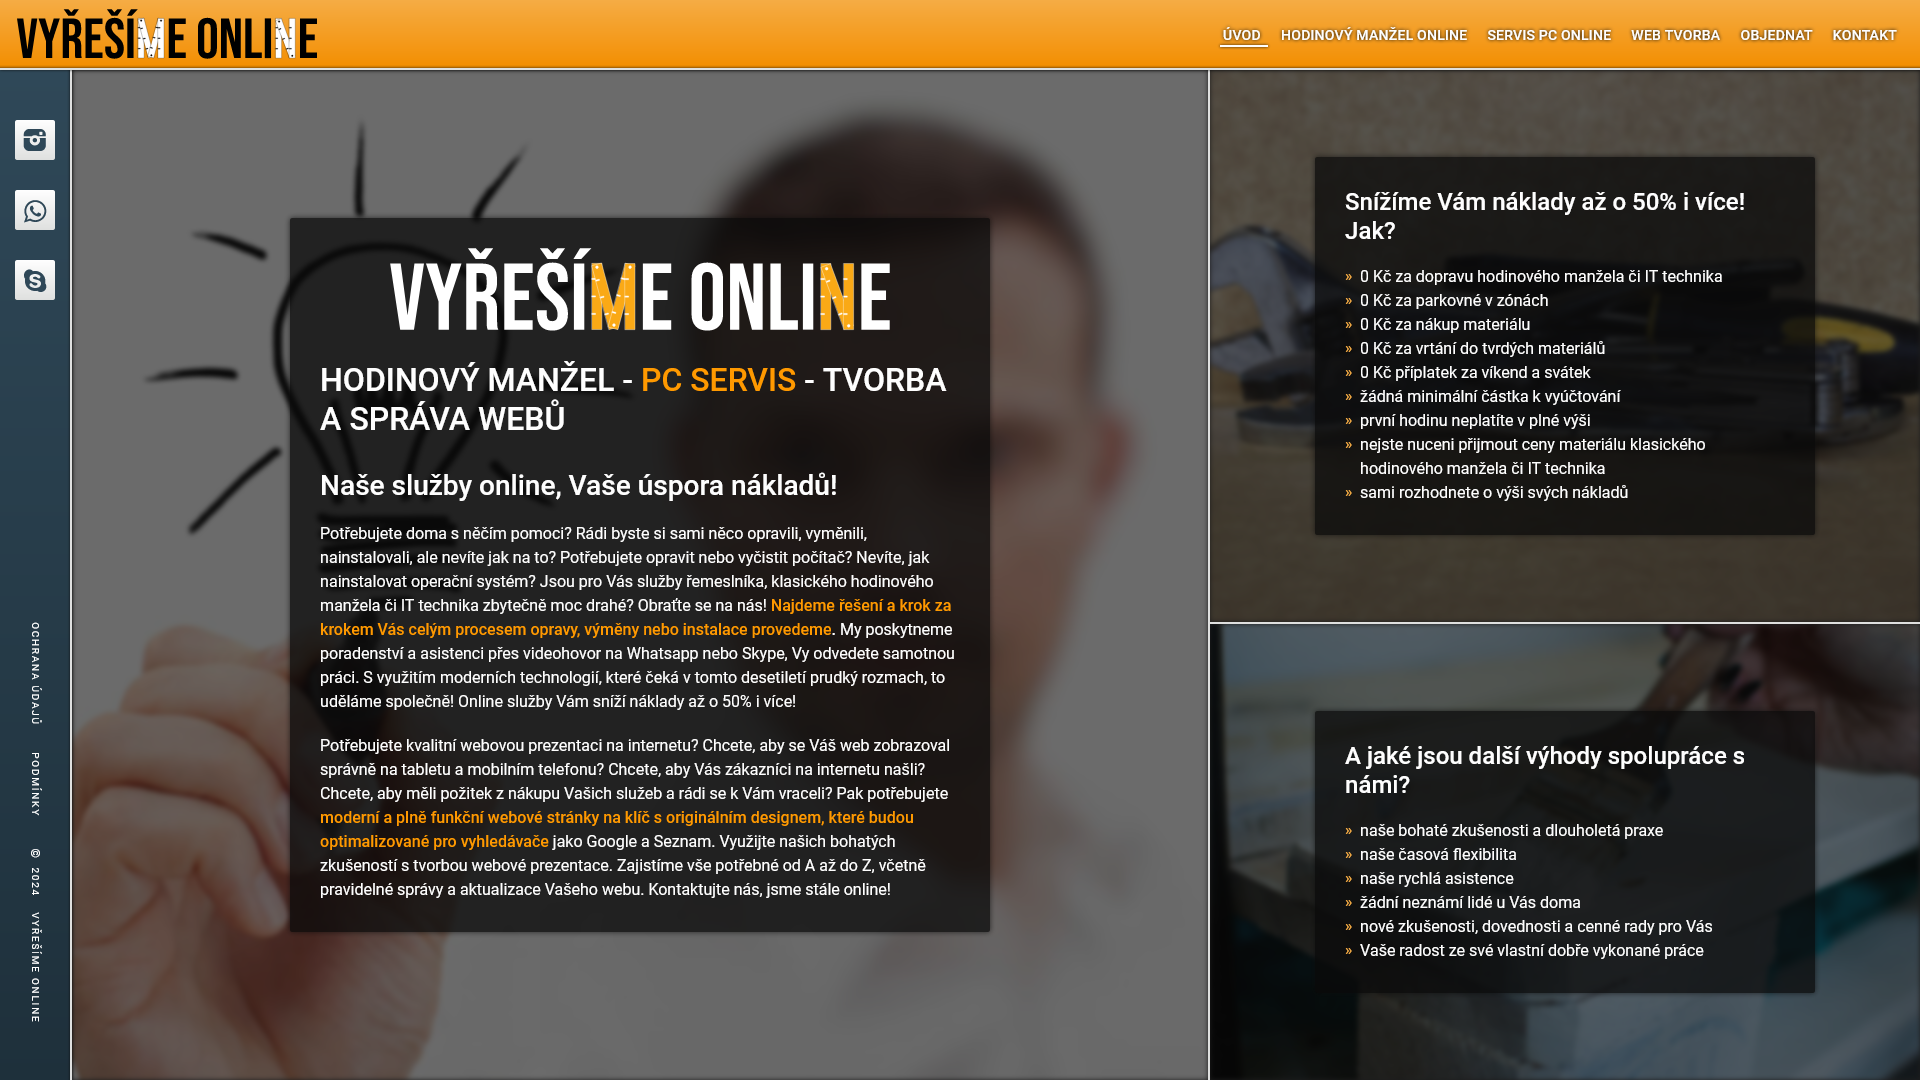 VYŘEŠÍME ONLINE
ÚVOD
HODINOVÝ MANŽEL ONLINE
SERVIS PC ONLINE
WEB TVORBA
OBJEDNAT
KONTAKT
VYŘEŠÍME ONLINE
HODINOVÝ MANŽEL - PC SERVIS - TVORBA
A SPRÁVA WEBŮ
Naše služby online, Vaše úspora nákladů!
Potřebujete doma s něčím pomoci? Rádi byste si sami něco opravili, vyměnili,
nainstalovali, ale nevíte jak na to? Potřebujete opravit nebo vyčistit počítač? Nevíte, jak
nainstalovat operační systém? Jsou pro Vás služby řemeslníka, klasického hodinového
manžela či IT technika zbytečně moc drahé? Obraťte se na nás! Najdeme řešení a krok za
krokem Vás celým procesem opravy, výměny nebo instalace provedeme. My poskytneme
poradenství a asistenci přes videohovor na Whatsapp nebo Skype, Vy odvedete samotnou
práci. S využitím moderních technologií, které čeká v tomto desetiletí prudký rozmach, to
uděláme společně! Online služby Vám sníží náklady až o 50% i více!
Potřebujete kvalitní webovou prezentaci na internetu? Chcete, aby se Váš web zobrazoval
správně na tabletu a mobilním telefonu? Chcete, aby Vás zákazníci na internetu našli?
Chcete, aby měli požitek z nákupu Vašich služeb a rádi se k Vám vraceli? Pak potřebujete
moderní a plně funkční webové stránky na klíč s originálním designem, které budou
optimalizované pro vyhledávače jako Google a Seznam. Využijte našich bohatých
zkušeností s tvorbou webové prezentace. Zajistíme vše potřebné od A až do Z, včetně
pravidelné správy a aktualizace Vašeho webu. Kontaktujte nás, jsme stále online!
Snížíme Vám náklady až o 50% i více!
Jak?
» 0 Kč za dopravu hodinového manžela či IT technika
» 0 Kč za parkovné v zónách
» 0 Kč za nákup materiálu
» 0 Kč za vrtání do tvrdých materiálů
» 0 Kč příplatek za víkend a svátek
» žádná minimální částka k vyúčtování
» první hodinu neplatíte v plné výši
» nejste nuceni přijmout ceny materiálu klasického
hodinového manžela či IT technika
» sami rozhodnete o výši svých nákladů
A jaké jsou další výhody spolupráce s
námi?
» naše bohaté zkušenosti a dlouholetá praxe
» naše časová flexibilita
» naše rychlá asistence
» žádní neznámí lidé u Vás doma
» nové zkušenosti, dovednosti a cenné rady pro Vás
» Vaše radost ze své vlastní dobře vykonané práce
OCHRANA ÚDAJŮ
PODMÍNKY
© 2024 VYŘEŠÍME ONLINE